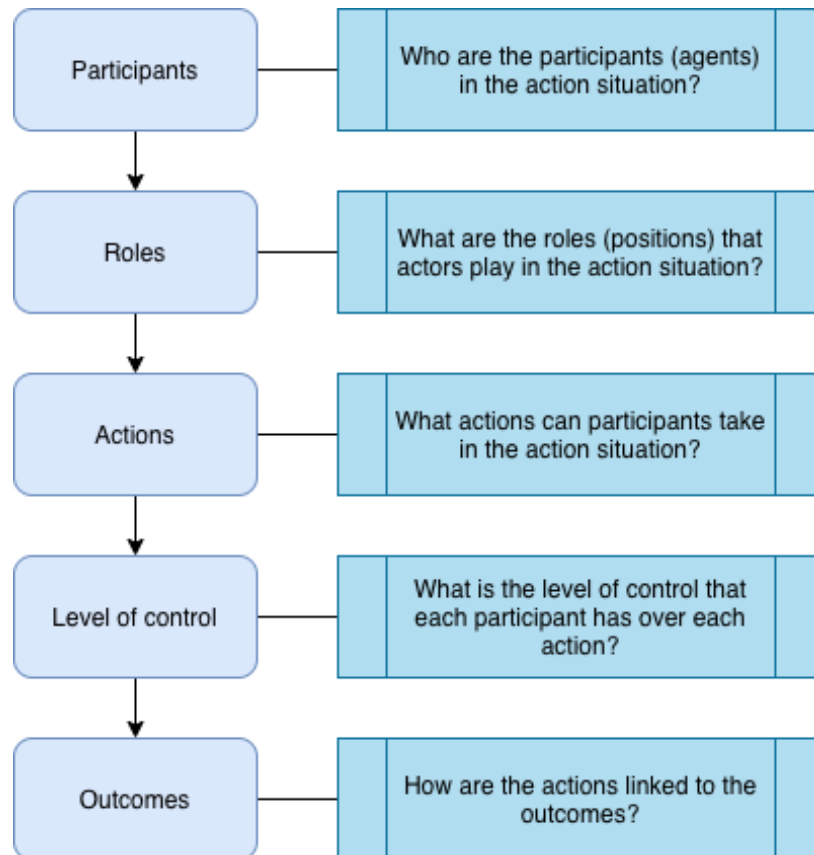 Participants
Who are the participants (agents)
in the action situation?
Roles
What are the roles (positions) that
actors play in the action situation?
Actions
What actions can participants take
in the action situation?
Level of control
What is the level of control that
each participant has over each
action?
Outcomes
How are the actions linked to the
outcomes?